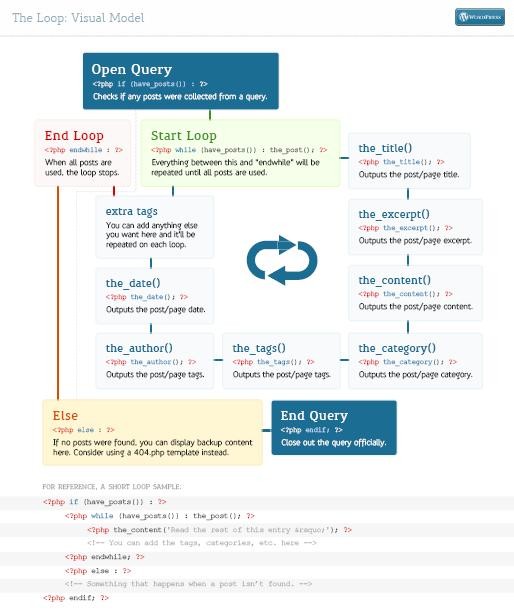 The Loop: Visual Model
WORDPRESS
Open Query
<?php if (have_posts()) : ?>
Checks if any posts were collected from a query.
End Loop
<?php endwhile : ?>
When all posts are
used, the loop stops.
Start Loop
<?php while (have_posts()) : the_post(); ?>
Everything between this and "endwhile" will be
repeated until all posts are used.
the_title()
<?php the_title(); ?>
Outputs the post/page title.
the_excerpt()
<?php the_excerpt(); ?>
Outputs the post/page excerpt.
the_content()
<?php the_content(); ?>
Outputs the post/page content.
the_category()
<?php the_category(); ?>
Outputs the post/page category.
the_tags()
<?php the_tags(); ?>
Outputs the post/page tags.
the_author()
<?php the_author(); ?>
Outputs the post/page tags.
the_date()
<?php the_date(); ?>
Outputs the post/page date.
extra tags
You can add anything else
you want here and it'll be
repeated on each loop.
Else
<?php else : ?>
If no posts were found, you can display backup content
here. Consider using a 404.php template instead.
End Query
<?php endif; ?>
Close out the query officially.
FOR REFERENCE, A SHORT LOOP SAMPLE:
<?php if (have_posts()) : ?>
<?php while (have_posts()) : the_post(); ?>
<?php the_content('Read the rest of this entry &raquo;'); ?>
<!-- You can add the tags, categories, etc. here -->
<?php endwhile; ?>
<?php else : ?>
<!-- Something that happens when a post isn't found. -->
<?php endif; ?>